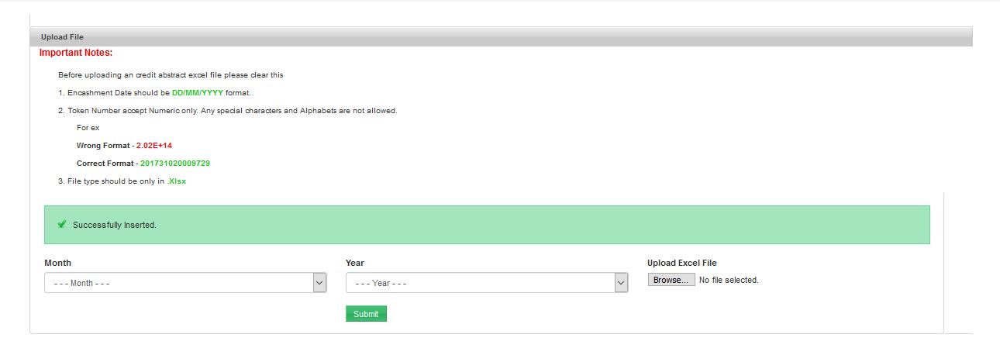 Upload File
Important Notes:
Before uploading an credit abstract excel file please clear this
1. Encashment Date should be DD/MM/YYYY format.
2. Token Number accept Numeric only. Any special characters and Alphabets are not allowed.
For ex
Wrong Format - 2.02E+14
Correct Format - 201731020009729
3. File type should be only in .Xlsx
Successfully Inserted.
Month Year Upload Excel File
- - - Month - - - - - - Year - - - Browse... No file selected.
Submit